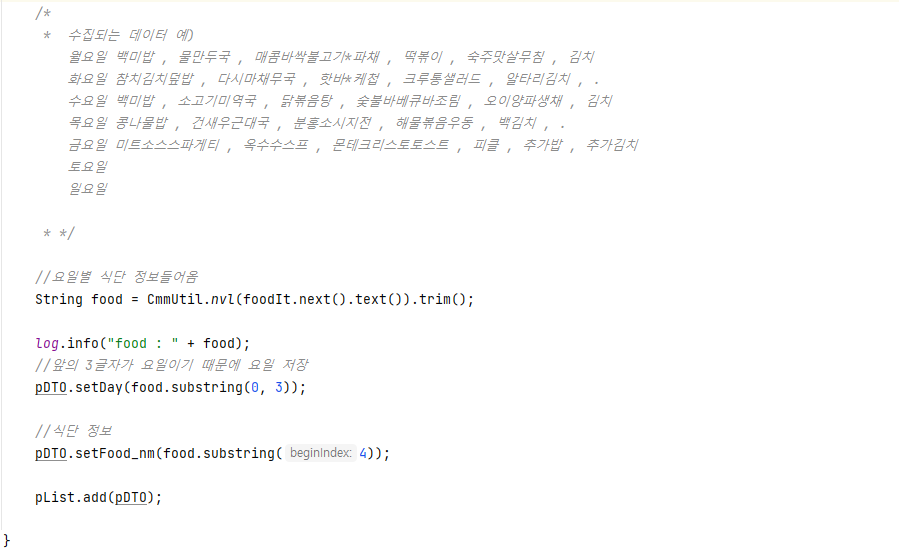 /*
* 수집되는 데이터 예)
월요일 백미밥 , 물만두국 , 매콤바싹불고기*파채 , 떡볶이 , 숙주맛살무침 , 김치
화요일 참치김치덮밥 , 다시마채무국 , 핫바*케첩 , 크루통샐러드 , 알타리김치 , .
수요일 백미밥 , 소고기미역국 , 닭볶음탕 , 숯불바베큐바조림 , 오이양파생채 , 김치
목요일 콩나물밥 , 건새우근대국 , 분홍소시지전 , 해물볶음우동 , 백김치 , .
금요일 미트소스스파게티 , 옥수수스프 , 몬테크리스토토스트 , 피클 , 추가밥 , 추가김치
토요일
일요일
* */
//요일별 식단 정보들어옴
String food = CmmUtil.nvl(foodIt.next().text()).trim();
log.info("food : " + food);
//앞의 3글자가 요일이기 때문에 요일 저장
pDTO.setDay(food.substring(0, 3));
//식단 정보
pDTO.setFood_nm(food.substring( beginIndex: 4));
pList.add(pDTO);
}